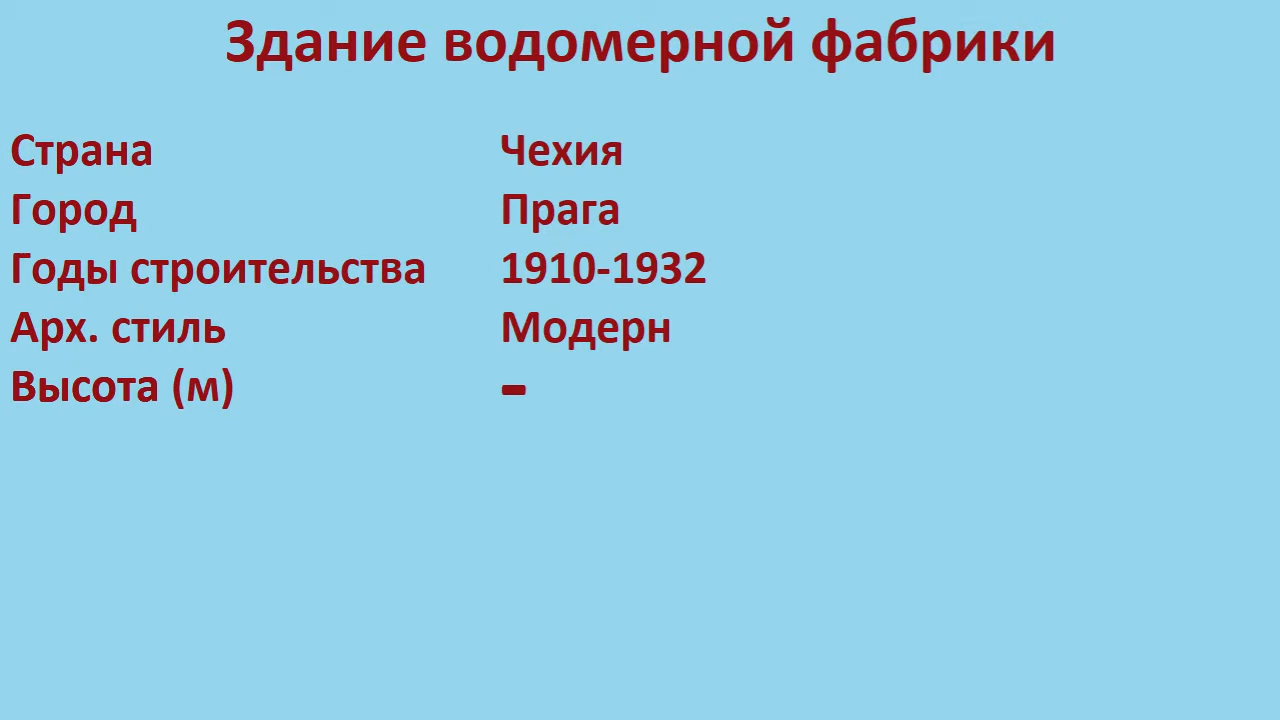 Здание водомерной фабрики
Страна Чехия
Город Прага
Годы строительства 1910-1932
Арх. стиль Модерн
Высота (м) -